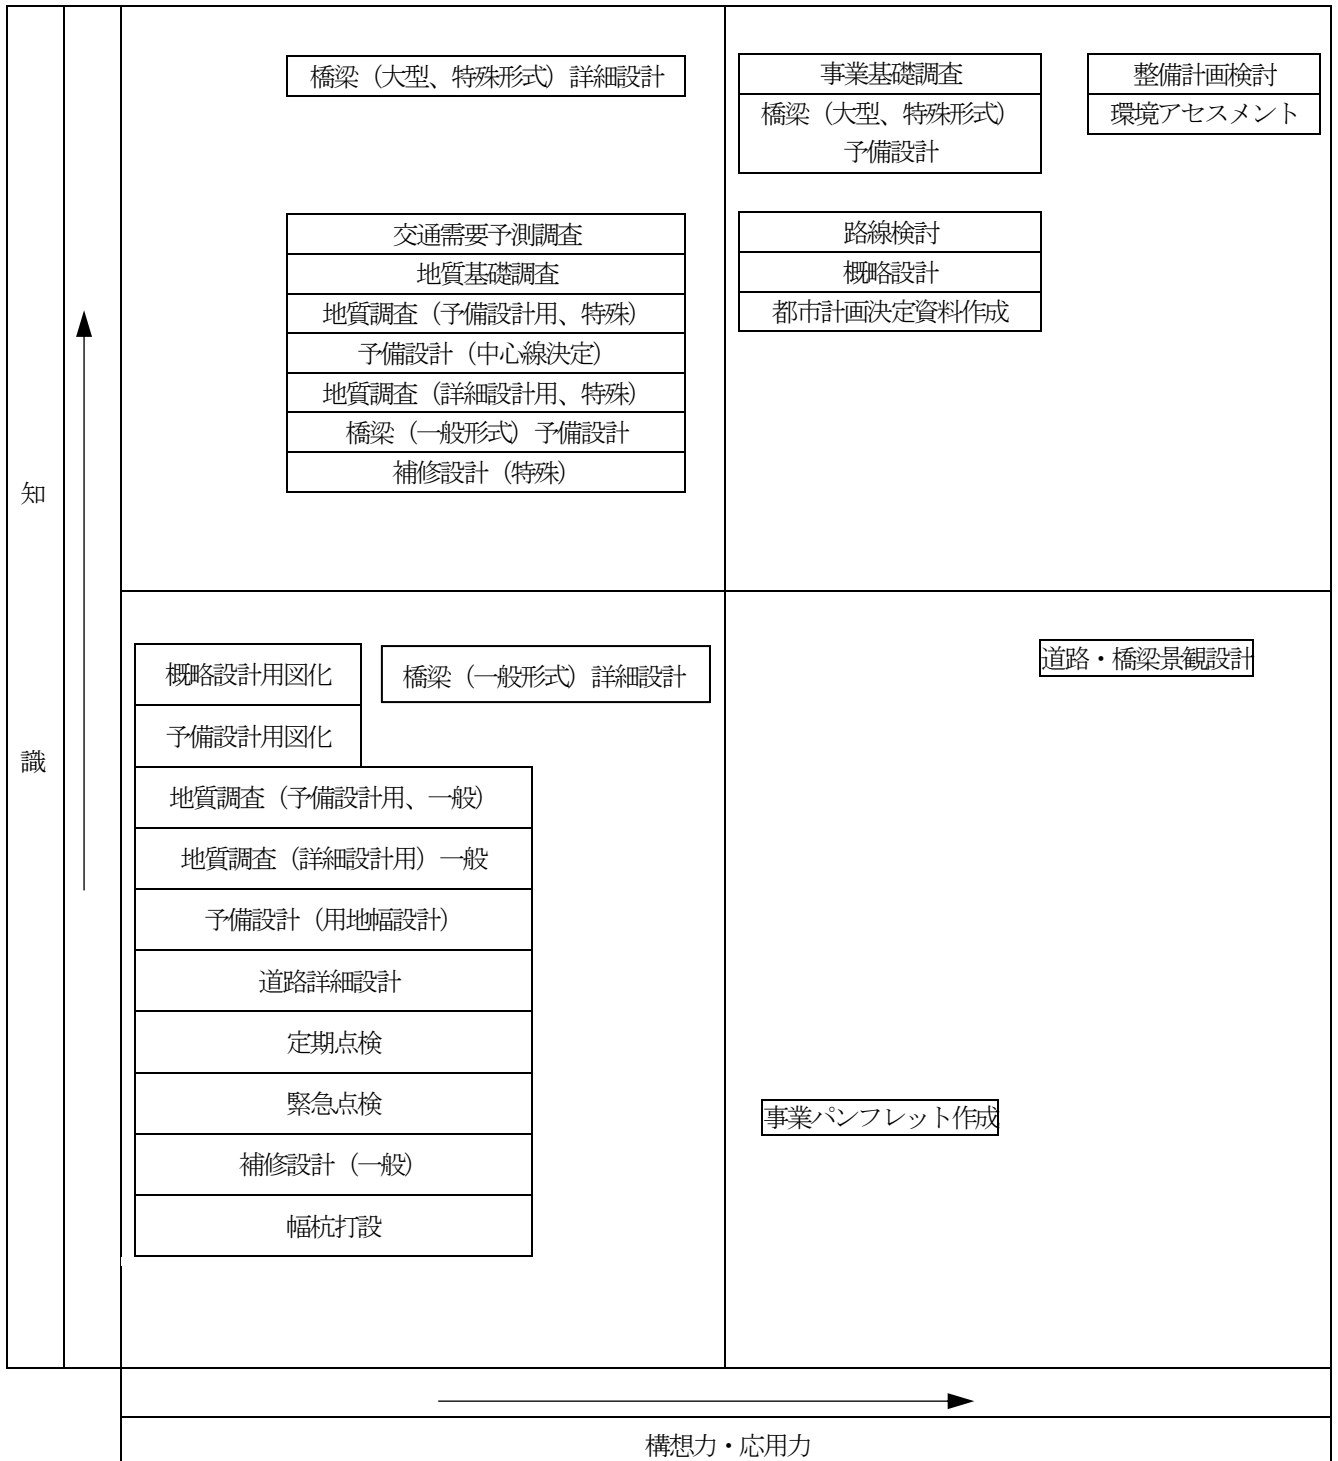 橋梁（大型、特殊形式）詳細設計
事業基礎調査
橋梁（大型、特殊形式）
予備設計
整備計画検討
環境アセスメント
交通需要予測調査
地質基礎調査
地質調査（予備設計用、特殊）
予備設計（中心線決定）
地質調査（詳細設計用、特殊）
橋梁（一般形式）予備設計
補修設計（特殊）
路線検討
概略設計
都市計画決定資料作成
知
識
概略設計用図化
予備設計用図化
橋梁（一般形式）詳細設計
地質調査（予備設計用、一般）
地質調査（詳細設計用）一般
予備設計（用地幅設計）
道路詳細設計
定期点検
緊急点検
補修設計（一般）
幅杭打設
道路・橋梁景観設計
事業パンフレット作成
構想力・応用力